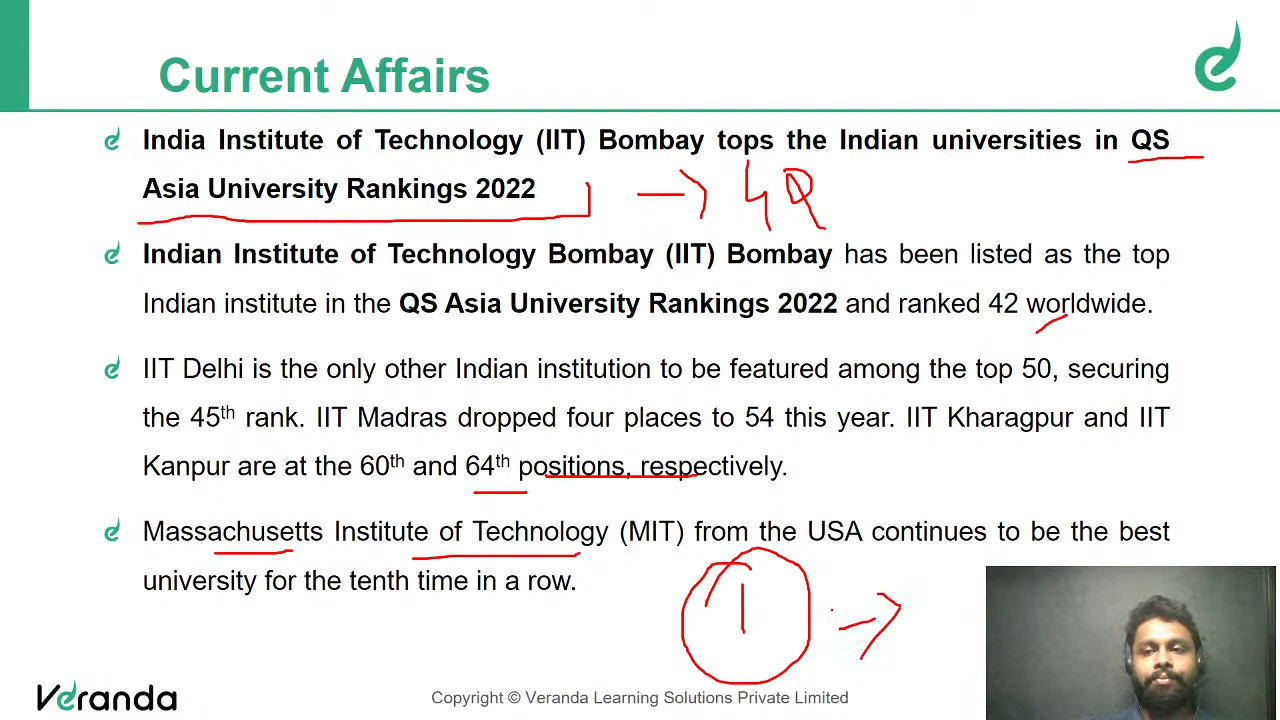 Current Affairs
India Institute of Technology (IIT) Bombay tops the Indian universities in QS
Asia University Rankings 2022
Indian Institute of Technology Bombay (IIT) Bombay has been listed as the top
Indian institute in the QS Asia University Rankings 2022 and ranked 42 worldwide.
IIT Delhi is the only other Indian institution to be featured among the top 50, securing
the 45th rank. IIT Madras dropped four places to 54 this year. IIT Kharagpur and IIT
Kanpur are at the 60th and 64th positions, respectively.
Massachusetts Institute of Technology (MIT) from the USA continues to be the best
university for the tenth time in a row.
1
Veranda
Copyright © Veranda Learning Solutions Private Limited